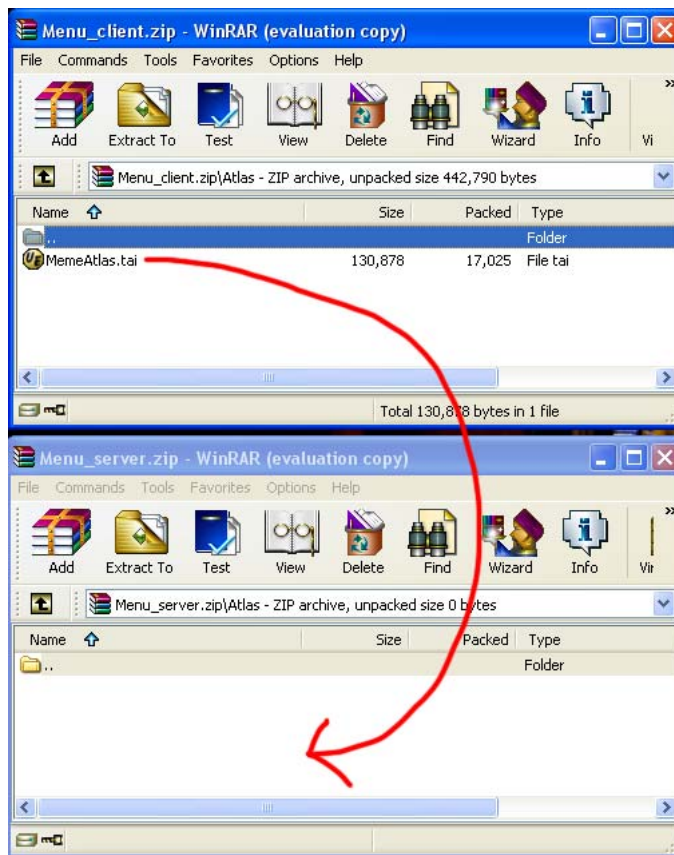 Menu_client.zip - WinRAR (evaluation copy)
File Commands Tools Favorites Options Help
Add Extract To Test View Delete Find Wizard Info Vi
Menu_client.zip\Atlas - ZIP archive, unpacked size 442,790 bytes
Name Size Packed Type
.. Folder
MemeAtlas.tai 130,878 17,025 File tai
Total 130,878 bytes in 1 file
Menu_server.zip - WinRAR (evaluation copy)
File Commands Tools Favorites Options Help
Add Extract To Test View Delete Find Wizard Info Vir
Menu_server.zip\Atlas - ZIP archive, unpacked size 0 bytes
Name Size Packed Type
.. Folder